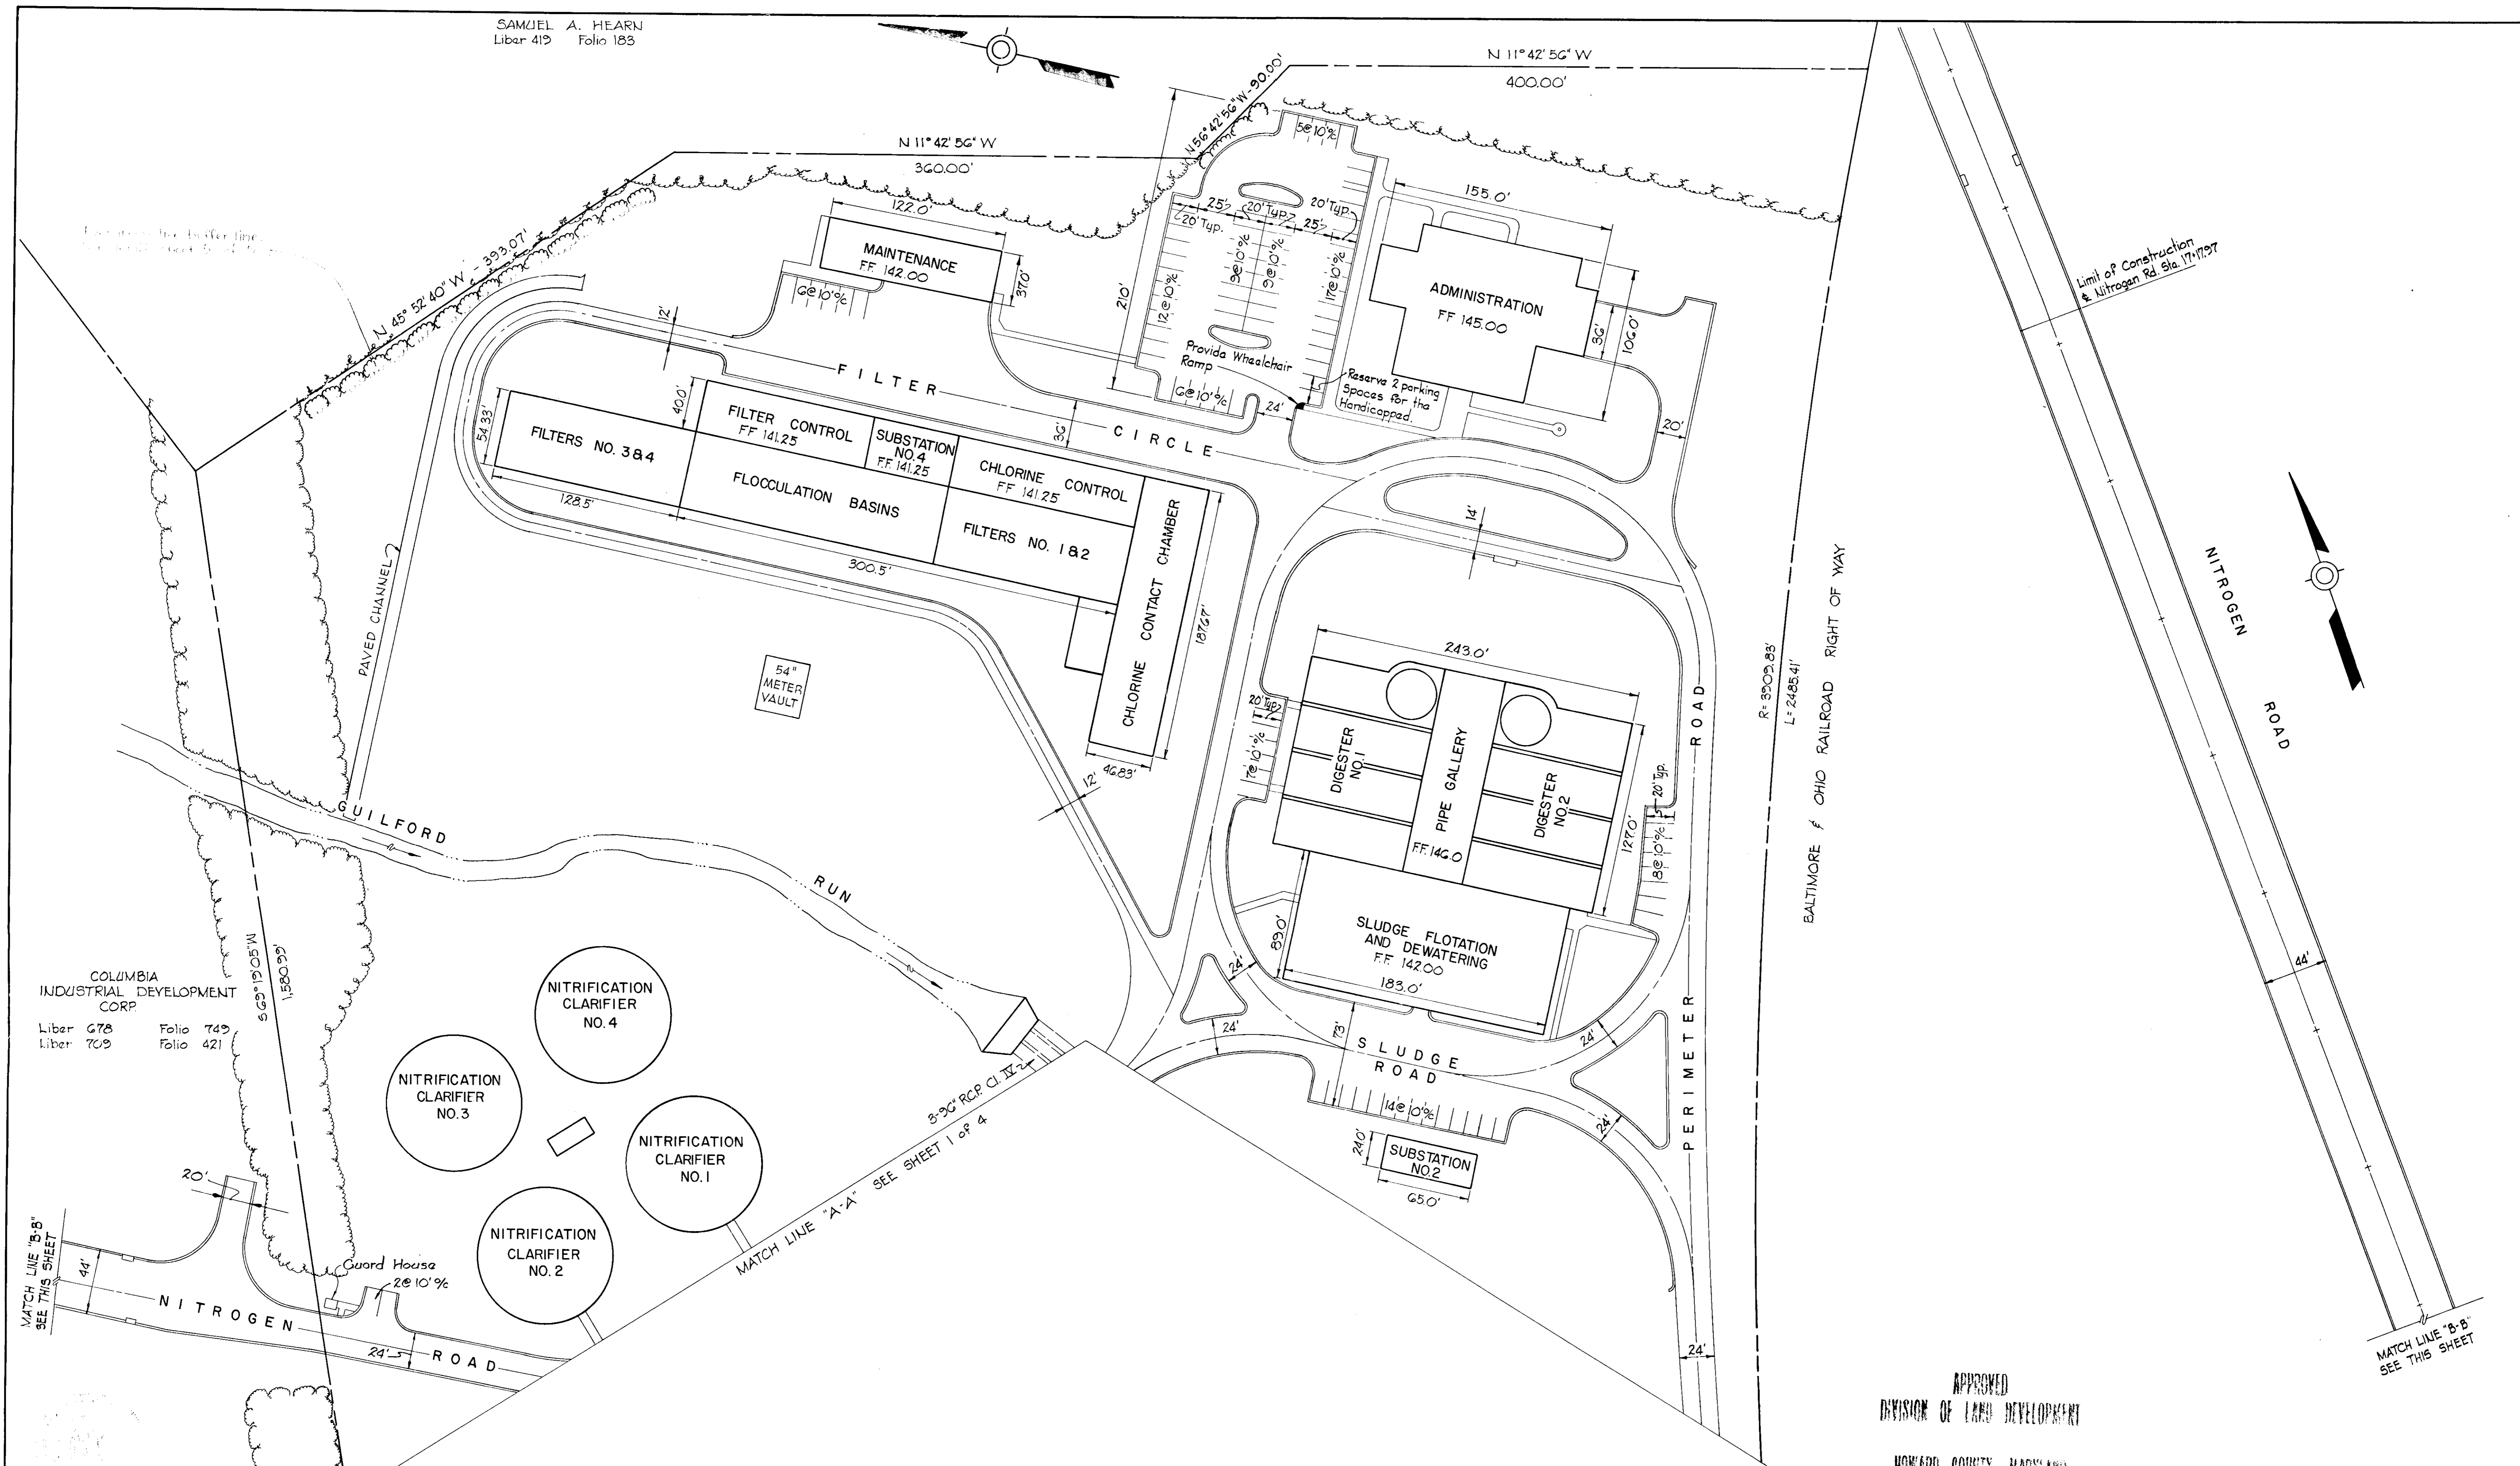 SAMUEL A. HEARN
Liber 419 Folio 183
N 11° 42' 56" W
400.00'
N 56° 42' 56" W - 90.00'
N 11° 42' 56" W
360.00'
N 45° 52' 40" W - 393.07'
buffer line
5@10'%
122.0'
MAINTENANCE
F.F. 142.00
37.0'
6@10'%
12'
210'
20' Typ.
25'
20' Typ.
25'
20' Typ.
12@10'%
9@10'%
9@10'%
17@10'%
6@10'%
155.0'
ADMINISTRATION
FF 145.00
36'
106.0'
Provide Wheelchair
Ramp
Reserve 2 parking
Spaces for the
Handicapped.
24'
20'
FILTER
CIRCLE
36'
54.33'
40.0'
FILTERS NO. 3&4
FILTER CONTROL
FF 141.25
SUBSTATION
NO. 4
F.F. 141.25
CHLORINE CONTROL
FF 141.25
FLOCCULATION BASINS
FILTERS NO. 1&2
128.5'
300.5'
CHLORINE CONTACT CHAMBER
187.67'
46.83'
12'
14'
PAVED CHANNEL
54"
METER
VAULT
243.0'
20' Typ.
7@10'%
DIGESTER
NO. 1
PIPE GALLERY
F.F. 146.0
DIGESTER
NO. 2
127.0'
20' Typ.
8@10'%
ROAD
PERIMETER
R= 3909.83'
L= 2485.41'
BALTIMORE & OHIO RAILROAD RIGHT OF WAY
SLUDGE FLOTATION
AND DEWATERING
F.F. 142.00
183.0'
89.0'
24'
24'
73'
SLUDGE
ROAD
24'
24'
14@10'%
SUBSTATION
NO. 2
24.0'
65.0'
24'
GUILFORD
RUN
COLUMBIA
INDUSTRIAL DEVELOPMENT
CORP.
Liber 678 Folio 749
Liber 709 Folio 421
S 69° 19' 05" W
1,580.99'
NITRIFICATION
CLARIFIER
NO. 4
NITRIFICATION
CLARIFIER
NO. 3
NITRIFICATION
CLARIFIER
NO. 1
NITRIFICATION
CLARIFIER
NO. 2
3-96" R.C.P. Cl. IV
MATCH LINE "A-A" SEE SHEET 1 of 4
20'
MATCH LINE "B-B"
SEE THIS SHEET
44'
Guard House
2@10'%
NITROGEN
ROAD
24'
Limit of Construction
℄ Nitrogen Rd. Sta. 17+17.97
NITROGEN
ROAD
44'
MATCH LINE "B-B"
SEE THIS SHEET
APPROVED
DIVISION OF LAND DEVELOPMENT
HOWARD COUNTY, MARYLAND